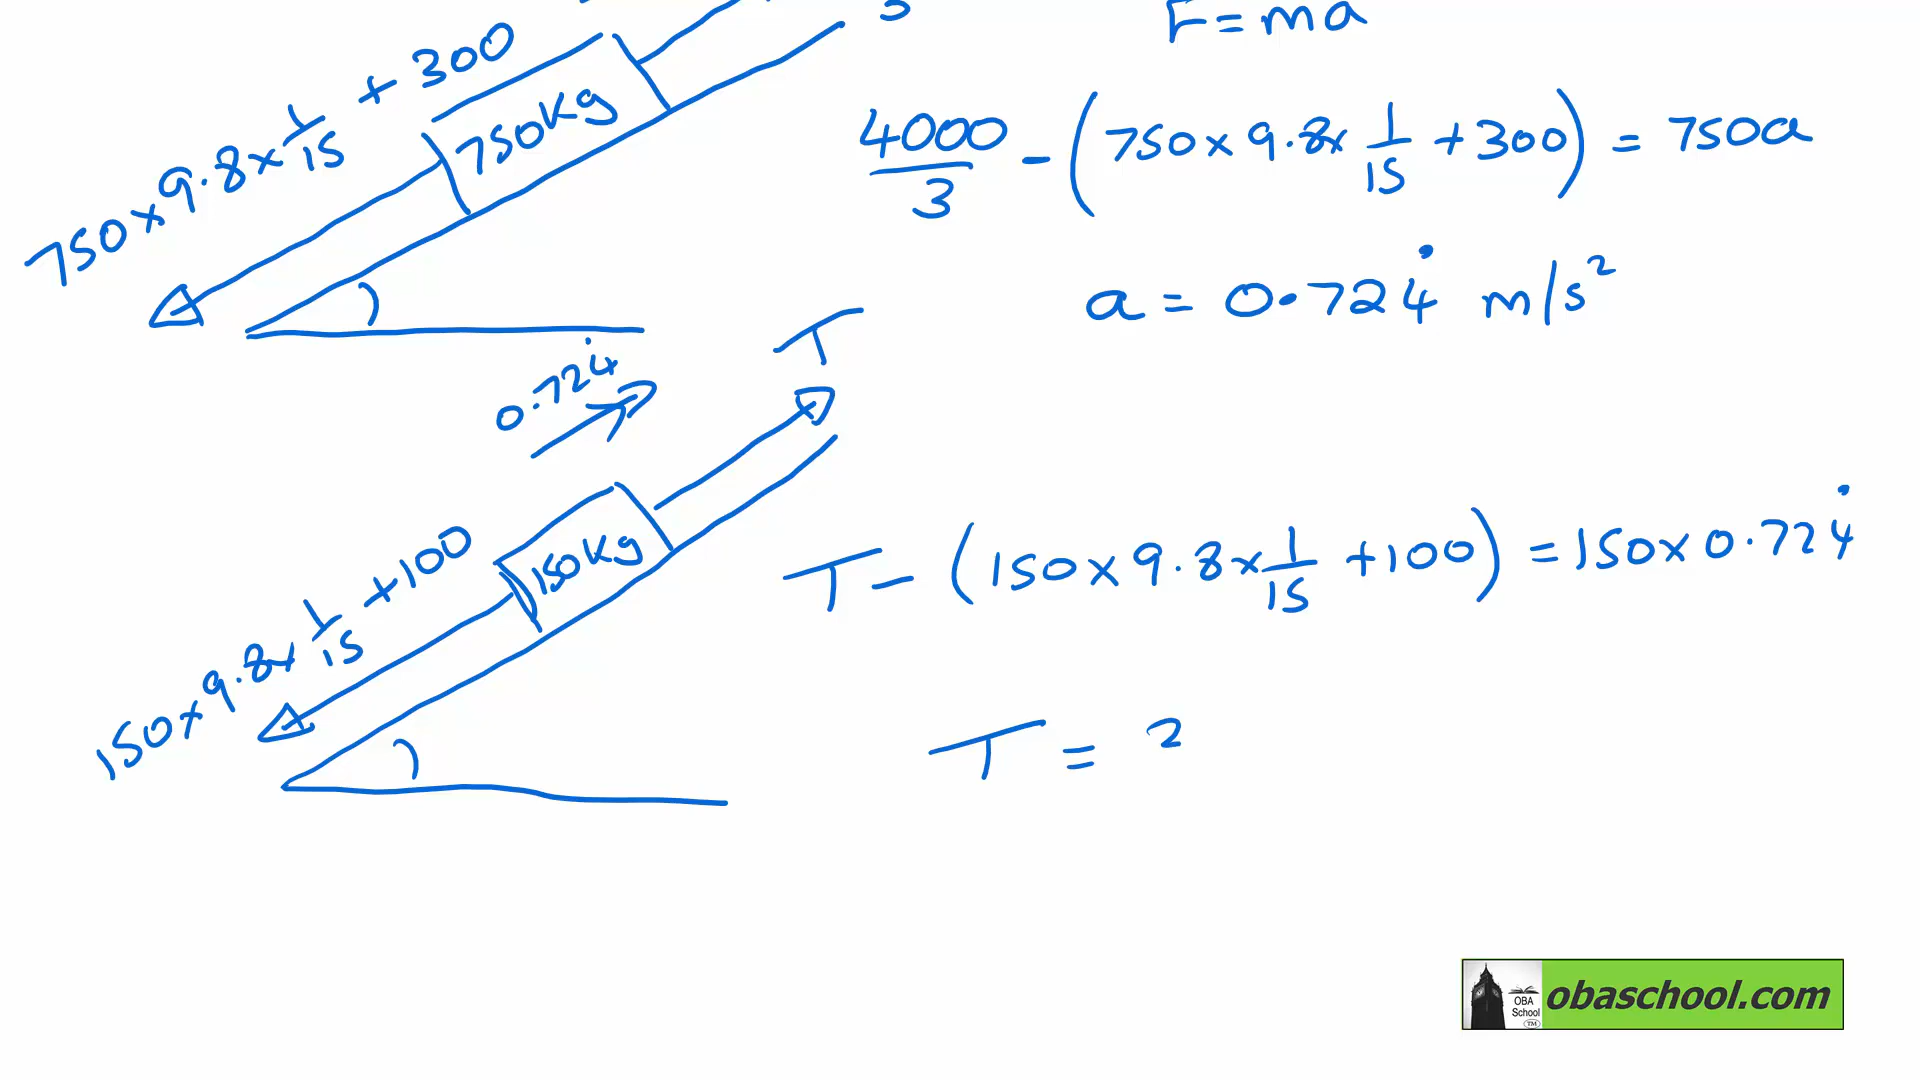 F = ma
750 × 9.8 × 1/15 + 300
750kg
4000/3 - (750 × 9.8 × 1/15 + 300) = 750a
a = 0.724̇ m/s²
T
0.724̇
150 × 9.8 × 1/15 + 100
150kg
T - (150 × 9.8 × 1/15 + 100) = 150 × 0.724̇
T = 2
OBA
School
TM
obaschool.com